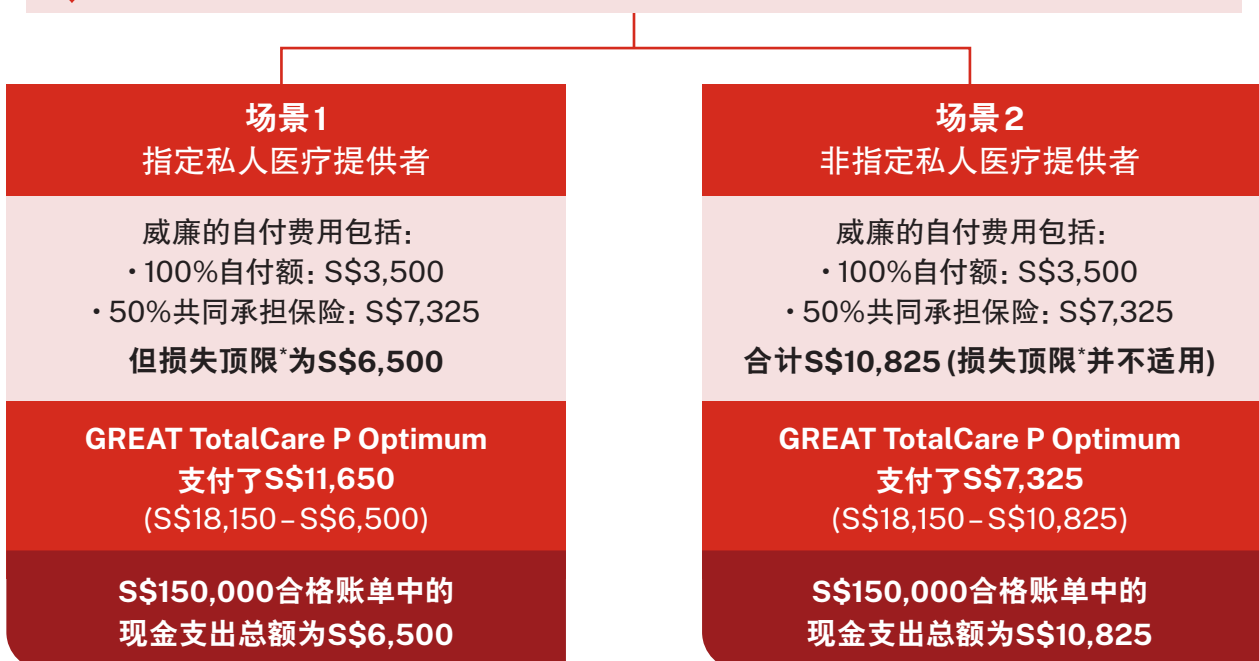 场景1
指定私人医疗提供者
威廉的自付费用包括:
• 100%自付额: S$3,500
• 50%共同承担保险: S$7,325
但损失顶限*为S$6,500
GREAT TotalCare P Optimum
支付了S$11,650
(S$18,150–S$6,500)
S$150,000合格账单中的
现金支出总额为S$6,500
场景2
非指定私人医疗提供者
威廉的自付费用包括:
• 100%自付额: S$3,500
• 50%共同承担保险: S$7,325
合计S$10,825 (损失顶限*并不适用)
GREAT TotalCare P Optimum
支付了S$7,325
(S$18,150–S$10,825)
S$150,000合格账单中的
现金支出总额为S$10,825